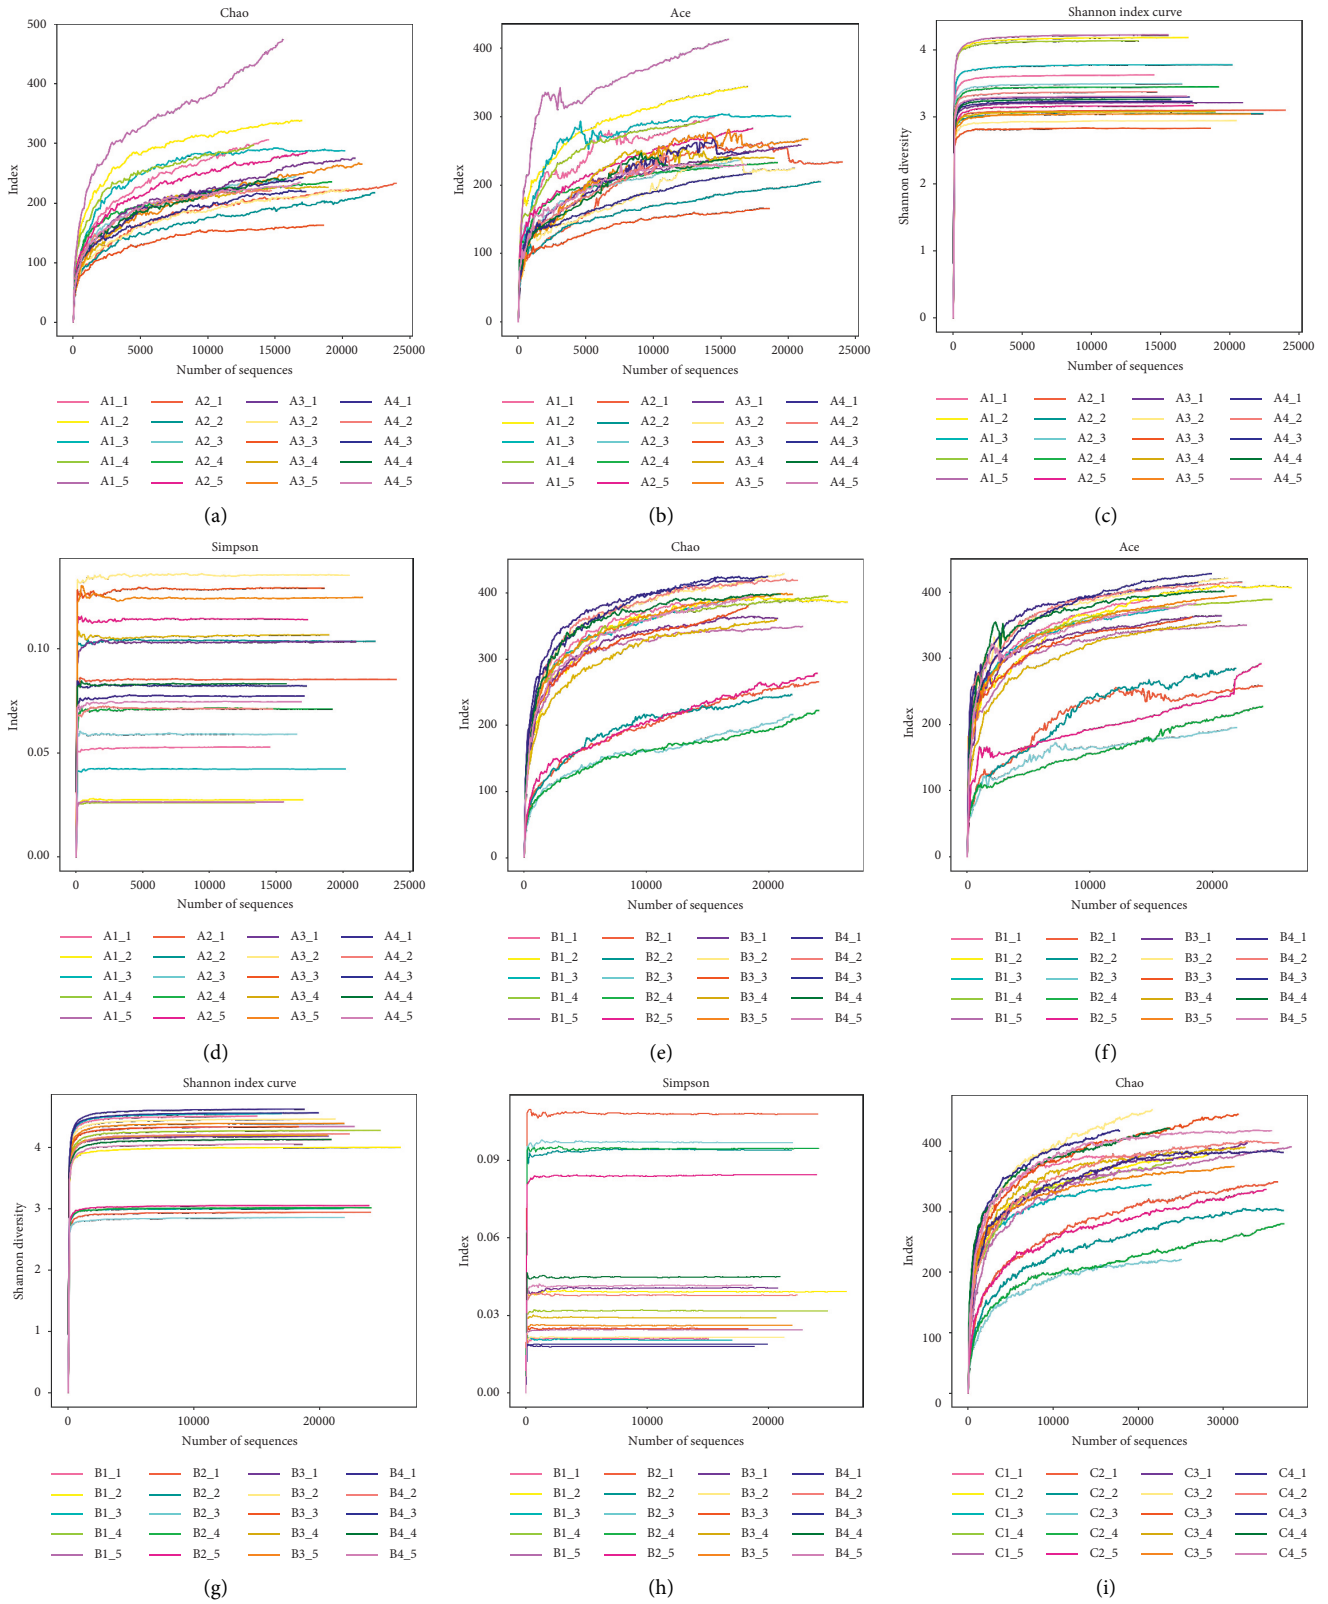 Chao
500
400
300
200
100
0
Index
0 5000 10000 15000 20000 25000
Number of sequences
A1_1 A2_1 A3_1 A4_1
A1_2 A2_2 A3_2 A4_2
A1_3 A2_3 A3_3 A4_3
A1_4 A2_4 A3_4 A4_4
A1_5 A2_5 A3_5 A4_5
(a)
Ace
400
300
200
100
0
Index
0 5000 10000 15000 20000 25000
Number of sequences
A1_1 A2_1 A3_1 A4_1
A1_2 A2_2 A3_2 A4_2
A1_3 A2_3 A3_3 A4_3
A1_4 A2_4 A3_4 A4_4
A1_5 A2_5 A3_5 A4_5
(b)
Shannon index curve
4
3
4
1
0
Shannon diversity
0 5000 10000 15000 20000 25000
Number of sequences
A1_1 A2_1 A3_1 A4_1
A1_2 A2_2 A3_2 A4_2
A1_3 A2_3 A3_3 A4_3
A1_4 A2_4 A3_4 A4_4
A1_5 A2_5 A3_5 A4_5
(c)
Simpson
0.10
0.05
0.00
Index
0 5000 10000 15000 20000 25000
Number of sequences
A1_1 A2_1 A3_1 A4_1
A1_2 A2_2 A3_2 A4_2
A1_3 A2_3 A3_3 A4_3
A1_4 A2_4 A3_4 A4_4
A1_5 A2_5 A3_5 A4_5
(d)
Chao
400
300
200
100
0
Index
0 10000 20000
Number of sequences
B1_1 B2_1 B3_1 B4_1
B1_2 B2_2 B3_2 B4_2
B1_3 B2_3 B3_3 B4_3
B1_4 B2_4 B3_4 B4_4
B1_5 B2_5 B3_5 B4_5
(e)
Ace
400
300
200
100
0
Index
0 10000 20000
Number of sequences
B1_1 B2_1 B3_1 B4_1
B1_2 B2_2 B3_2 B4_2
B1_3 B2_3 B3_3 B4_3
B1_4 B2_4 B3_4 B4_4
B1_5 B2_5 B3_5 B4_5
(f)
Shannon index curve
4
3
2
1
0
Shannon diversity
0 10000 20000
Number of sequences
B1_1 B2_1 B3_1 B4_1
B1_2 B2_2 B3_2 B4_2
B1_3 B2_3 B3_3 B4_3
B1_4 B2_4 B3_4 B4_4
B1_5 B2_5 B3_5 B4_5
(g)
Simpson
0.09
0.06
0.03
0.00
Index
0 10000 20000
Number of sequences
B1_1 B2_1 B3_1 B4_1
B1_2 B2_2 B3_2 B4_2
B1_3 B2_3 B3_3 B4_3
B1_4 B2_4 B3_4 B4_4
B1_5 B2_5 B3_5 B4_5
(h)
Chao
400
300
200
100
0
Index
0 10000 20000 30000
Number of sequences
C1_1 C2_1 C3_1 C4_1
C1_2 C2_2 C3_2 C4_2
C1_3 C2_3 C3_3 C4_3
C1_4 C2_4 C3_4 C4_4
C1_5 C2_5 C3_5 C4_5
(i)